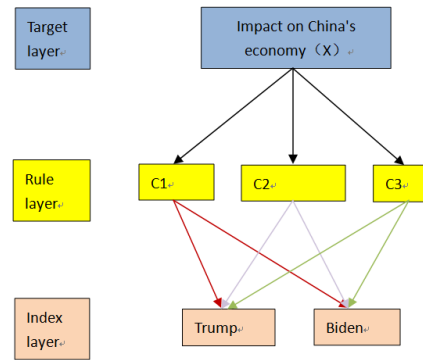 Target
layer
Impact on China's
economy（X）
Rule
layer
C1
C2
C3
Index
layer
Trump
Biden